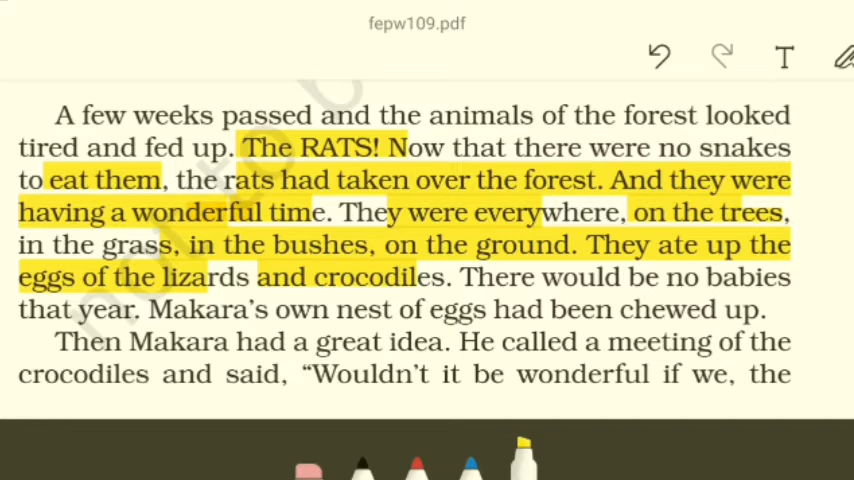 fepw109.pdf
T
A few weeks passed and the animals of the forest looked
tired and fed up. The RATS! Now that there were no snakes
to eat them, the rats had taken over the forest. And they were
having a wonderful time. They were everywhere, on the trees,
in the grass, in the bushes, on the ground. They ate up the
eggs of the lizards and crocodiles. There would be no babies
that year. Makara's own nest of eggs had been chewed up.
Then Makara had a great idea. He called a meeting of the
crocodiles and said, “Wouldn't it be wonderful if we, the
not to b